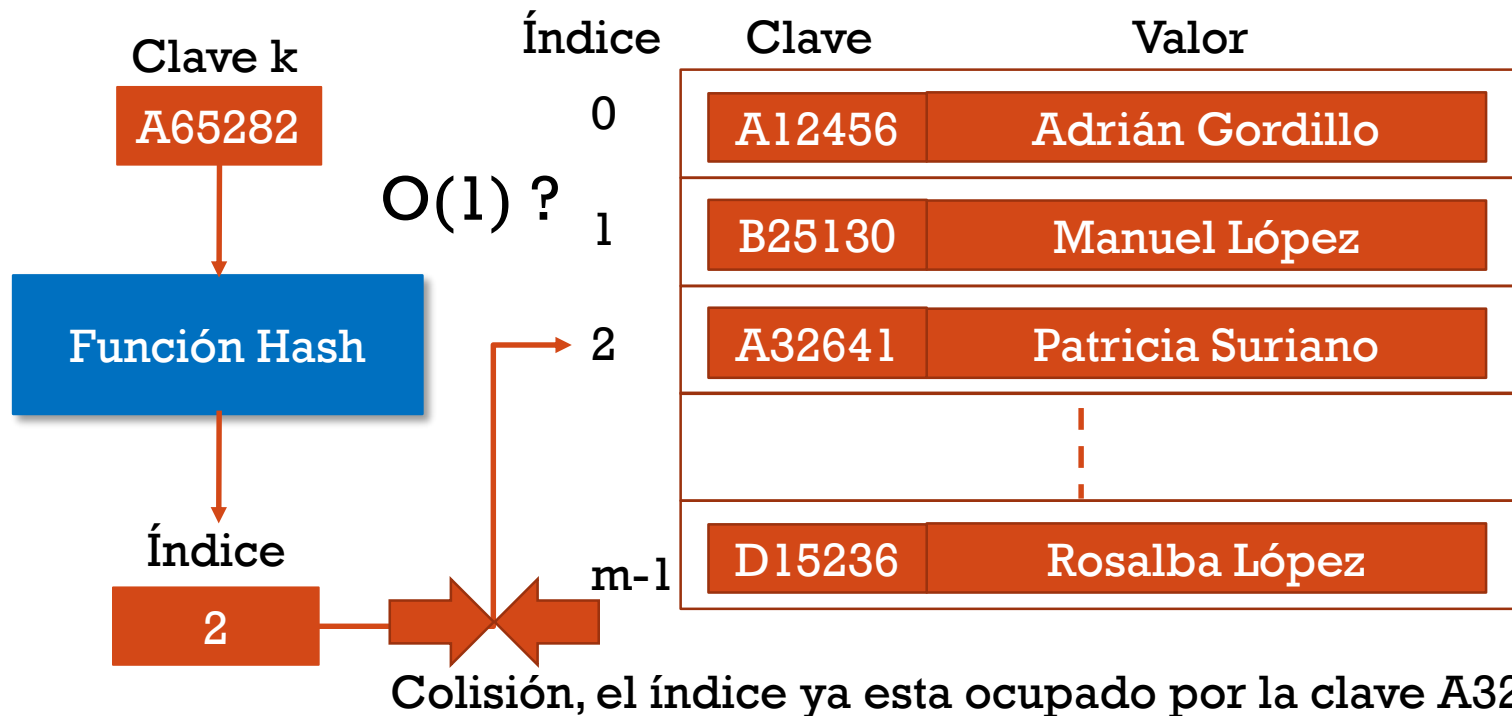 Clave k
A65282
Función Hash
Índice
2
O(1) ?
Índice Clave Valor
0 A12456 Adrián Gordillo
1 B25130 Manuel López
2 A32641 Patricia Suriano
m-1 D15236 Rosalba López
Colisión, el índice ya esta ocupado por la clave A32